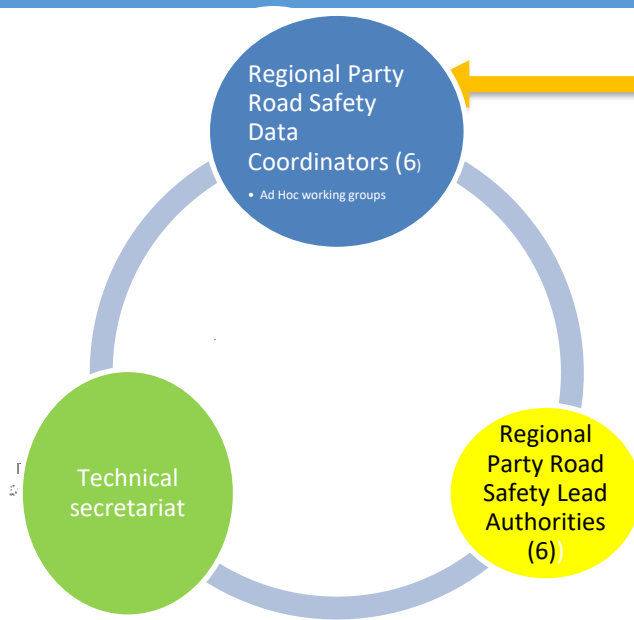 Regional Party
Road Safety
Data
Coordinators (6)
• Ad Hoc working groups
Regional
Party Road
Safety Lead
Authorities
(6))
Technical
secretariat